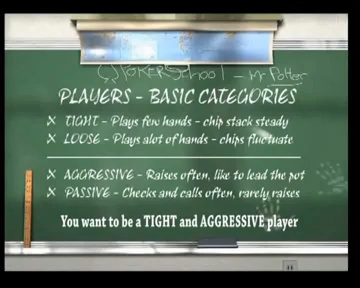 PokerSchool - Mr Potter
PLAYERS - BASIC CATEGORIES
X TIGHT - Plays few hands - chip stack steady
X LOOSE - Plays alot of hands - chips fluctuate
X AGGRESSIVE - Raises often, like to lead the pot
X PASSIVE - Checks and calls often, rarely raises
You want to be a TIGHT and AGGRESSIVE player